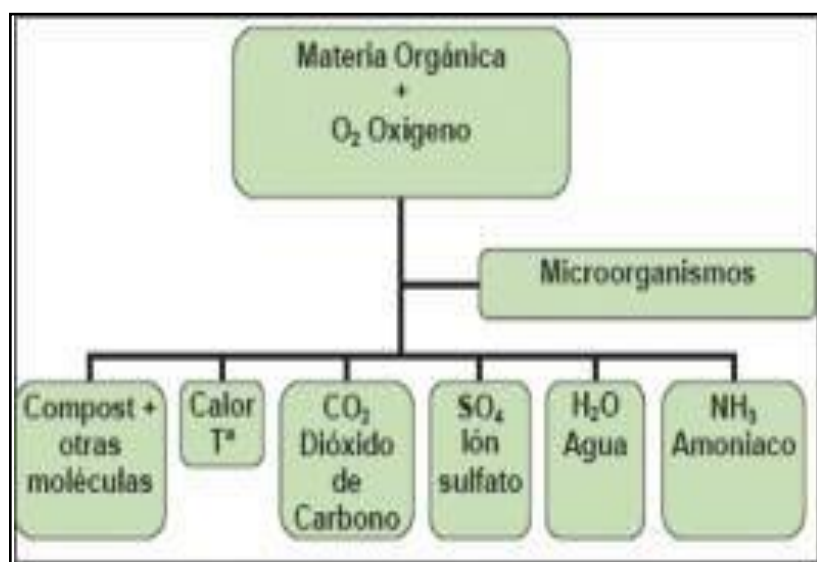 Materia Orgánica
+
O₂ Oxigeno
Microorganismos
Compost +
otras
moléculas
Calor
Tª
CO₂
Dióxido
de
Carbono
SO₄
Ión
sulfato
H₂O
Agua
NH₃
Amoniaco